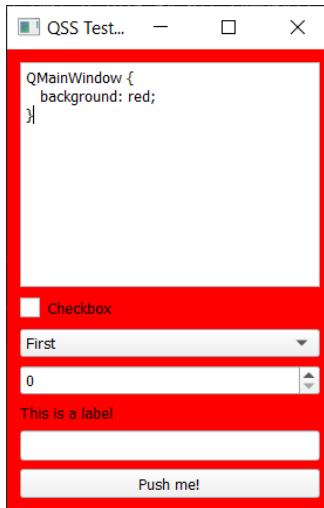 QSS Test...
QMainWindow {
   background: red;
}
Checkbox
First
0
This is a label
Push me!